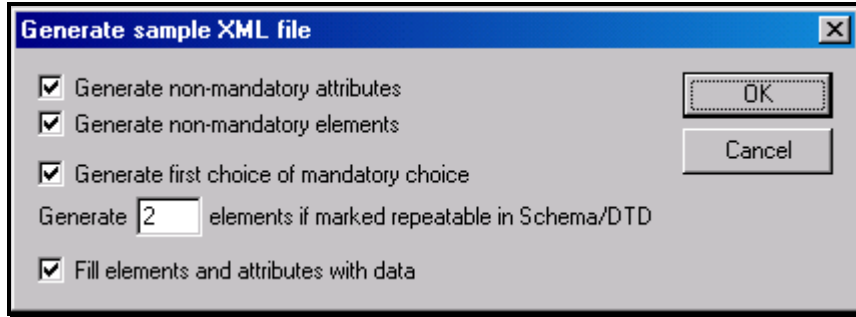 Generate sample XML file
Generate non-mandatory attributes
OK
Generate non-mandatory elements
Cancel
Generate first choice of mandatory choice
Generate 2 elements if marked repeatable in Schema/DTD
Fill elements and attributes with data